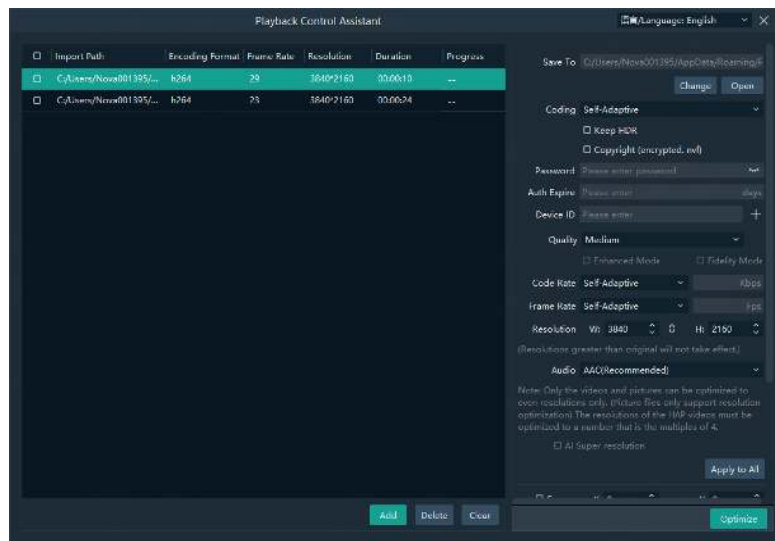 Playback Control Assistant
国家/Language: English
Import Path Encoding Format Frame Rate Resolution Duration Progress
C:/Users/Nova001395/... h264 29 3840*2160 00:00:10 --
C:/Users/Nova001395/... h264 23 3840*2160 00:00:24 --
Save To C:/Users/Nova001395/AppData/Roaming/
Change Open
Coding Self-Adaptive
Keep HDR
Copyright (encrypted. nvl)
Password Please enter password
Auth Expire Please enter days
Device ID Please enter +
Quality Medium
Enhanced Mode Fidelity Mode
Code Rate Self-Adaptive Kbps
Frame Rate Self-Adaptive Fps
Resolution W: 3840 H: 2160
(Resolutions greater than original will not take effect.)
Audio AAC(Recommended)
Note: Only the videos and pictures can be optimized to
even resolutions only. (Picture files only support resolution
optimization) The resolutions of the HAP videos must be
optimized to a number that is the multiples of 4.
AI Super resolution
Apply to All
Add Delete Clear
Optimize